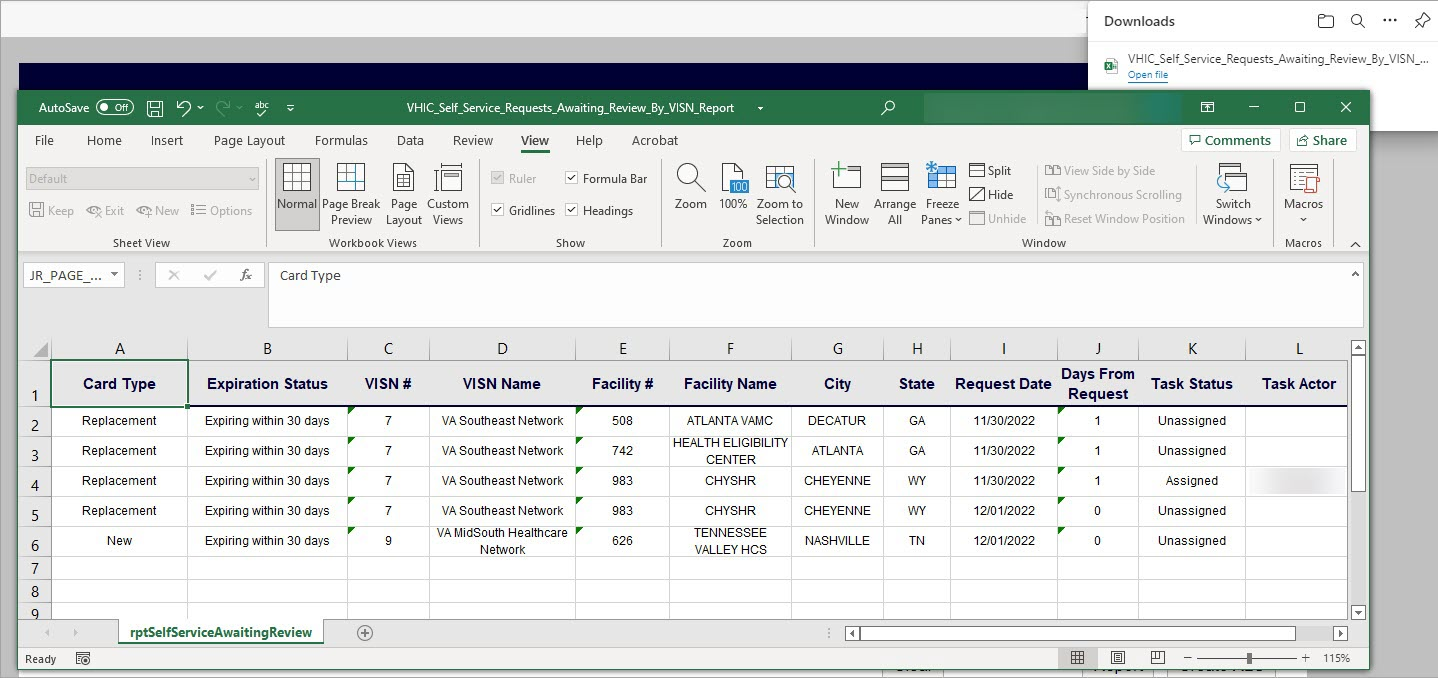 Downloads
VHIC_Self_Service_Requests_Awaiting_Review_By_VISN_...
Open file
AutoSave Off abc VHIC_Self_Service_Requests_Awaiting_Review_By_VISN_Report
File Home Insert Page Layout Formulas Data Review View Help Acrobat Comments Share
Default
Keep Exit New Options
Sheet View
Normal
Page Break Preview
Page Layout
Custom Views
Workbook Views
Ruler Formula Bar
Gridlines Headings
Show
Zoom
100
100%
Zoom to Selection
Zoom
New Window
Arrange All
Freeze Panes
Split
Hide
Unhide
View Side by Side
Synchronous Scrolling
Reset Window Position
Window
Switch Windows
Macros
Macros
JR_PAGE_... fx Card Type
A B C D E F G H I J K L
1 Card Type Expiration Status VISN # VISN Name Facility # Facility Name City State Request Date Days From Request Task Status Task Actor
2 Replacement Expiring within 30 days 7 VA Southeast Network 508 ATLANTA VAMC DECATUR GA 11/30/2022 1 Unassigned
3 Replacement Expiring within 30 days 7 VA Southeast Network 742 HEALTH ELIGIBILITY CENTER ATLANTA GA 11/30/2022 1 Unassigned
4 Replacement Expiring within 30 days 7 VA Southeast Network 983 CHYSHR CHEYENNE WY 11/30/2022 1 Assigned
5 Replacement Expiring within 30 days 7 VA Southeast Network 983 CHYSHR CHEYENNE WY 12/01/2022 0 Unassigned
6 New Expiring within 30 days 9 VA MidSouth Healthcare Network 626 TENNESSEE VALLEY HCS NASHVILLE TN 12/01/2022 0 Unassigned
7
8
9
rptSelfServiceAwaitingReview
Ready 115%